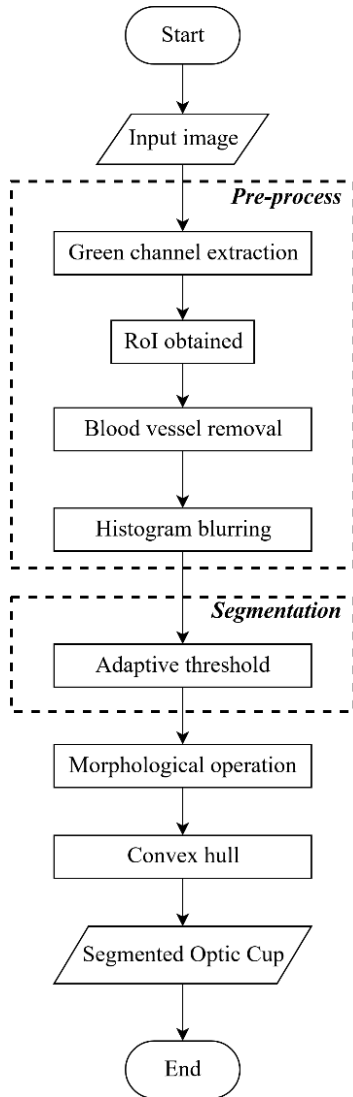 Start
Input image
Pre-process
Green channel extraction
RoI obtained
Blood vessel removal
Histogram blurring
Segmentation
Adaptive threshold
Morphological operation
Convex hull
Segmented Optic Cup
End